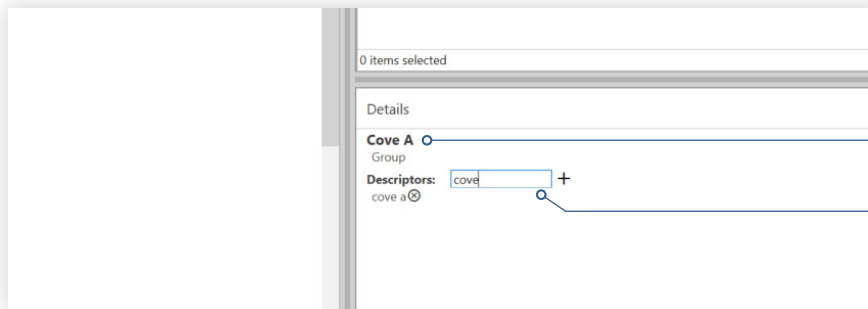 0 items selected
Details
Cove A
Group
Descriptors: cove +
cove a